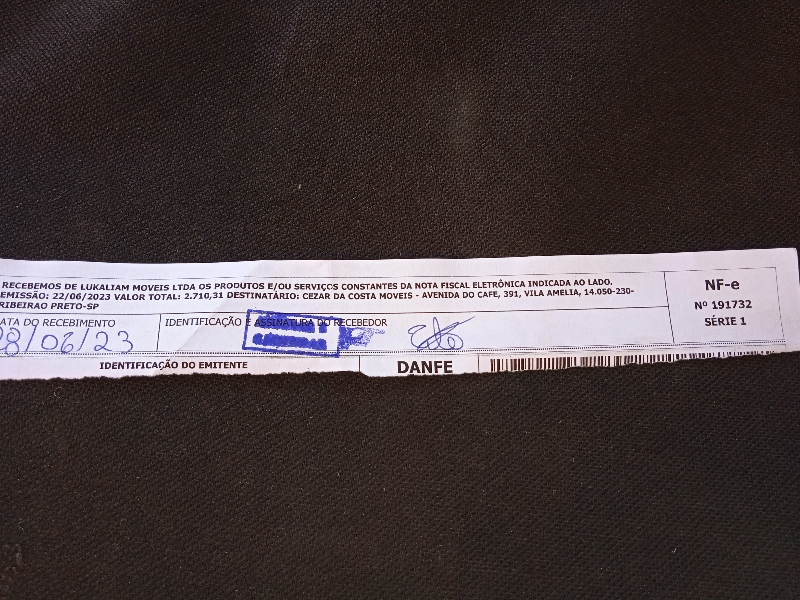 RECEBEMOS DE LUKALIAM MOVEIS LTDA OS PRODUTOS E/OU SERVIÇOS CONSTANTES DA NOTA FISCAL ELETRÔNICA INDICADA AO LADO.
EMISSÃO: 22/06/2023 VALOR TOTAL: 2.710,31 DESTINATÁRIO: CEZAR DA COSTA MOVEIS - AVENIDA DO CAFE, 391, VILA AMELIA, 14.050-230-
RIBEIRAO PRETO-SP
NF-e
Nº 191732
SÉRIE 1
ATA DO RECEBIMENTO
IDENTIFICAÇÃO E ASSINATURA DO RECEBEDOR
28/06/23
IDENTIFICAÇÃO DO EMITENTE
DANFE